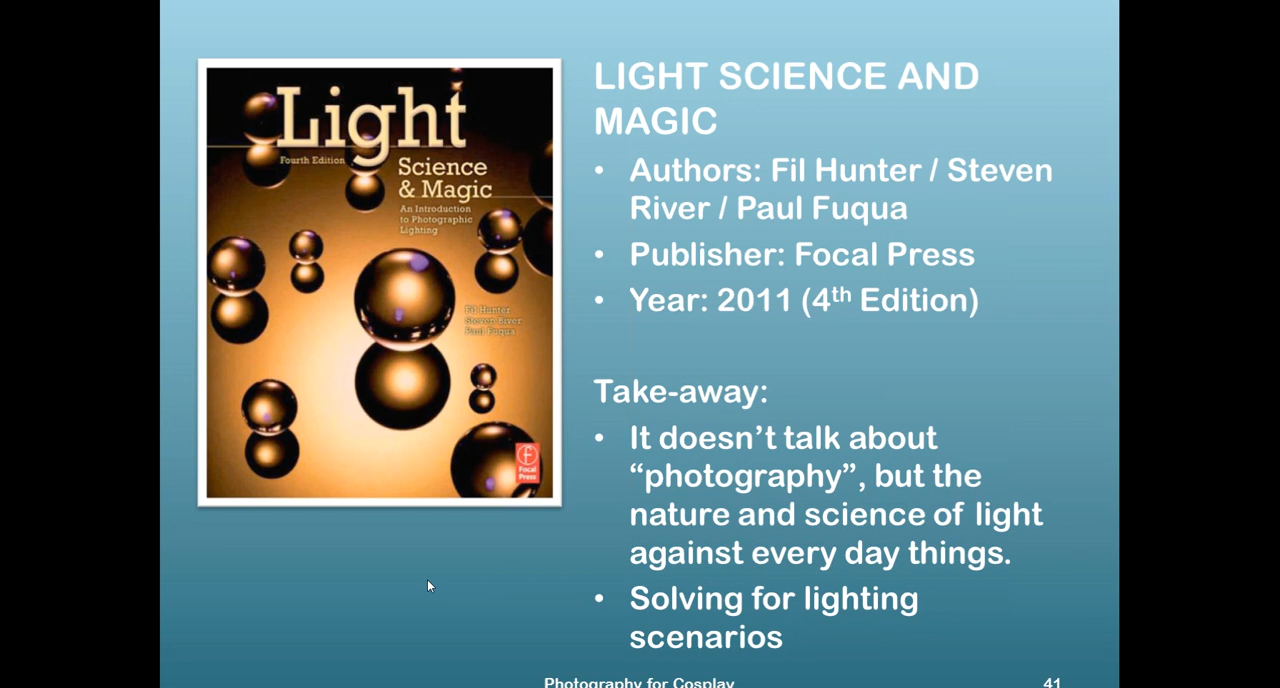 Light
Fourth Edition
Science
& Magic
An Introduction
to Photographic
Lighting
Fil Hunter
Steven Biver
Paul Fuqua
Focal
Press
LIGHT SCIENCE AND
MAGIC
• Authors: Fil Hunter / Steven
River / Paul Fuqua
• Publisher: Focal Press
• Year: 2011 (4th Edition)
Take-away:
• It doesn’t talk about
“photography”, but the
nature and science of light
against every day things.
• Solving for lighting
scenarios
Photography for Cosplay
41